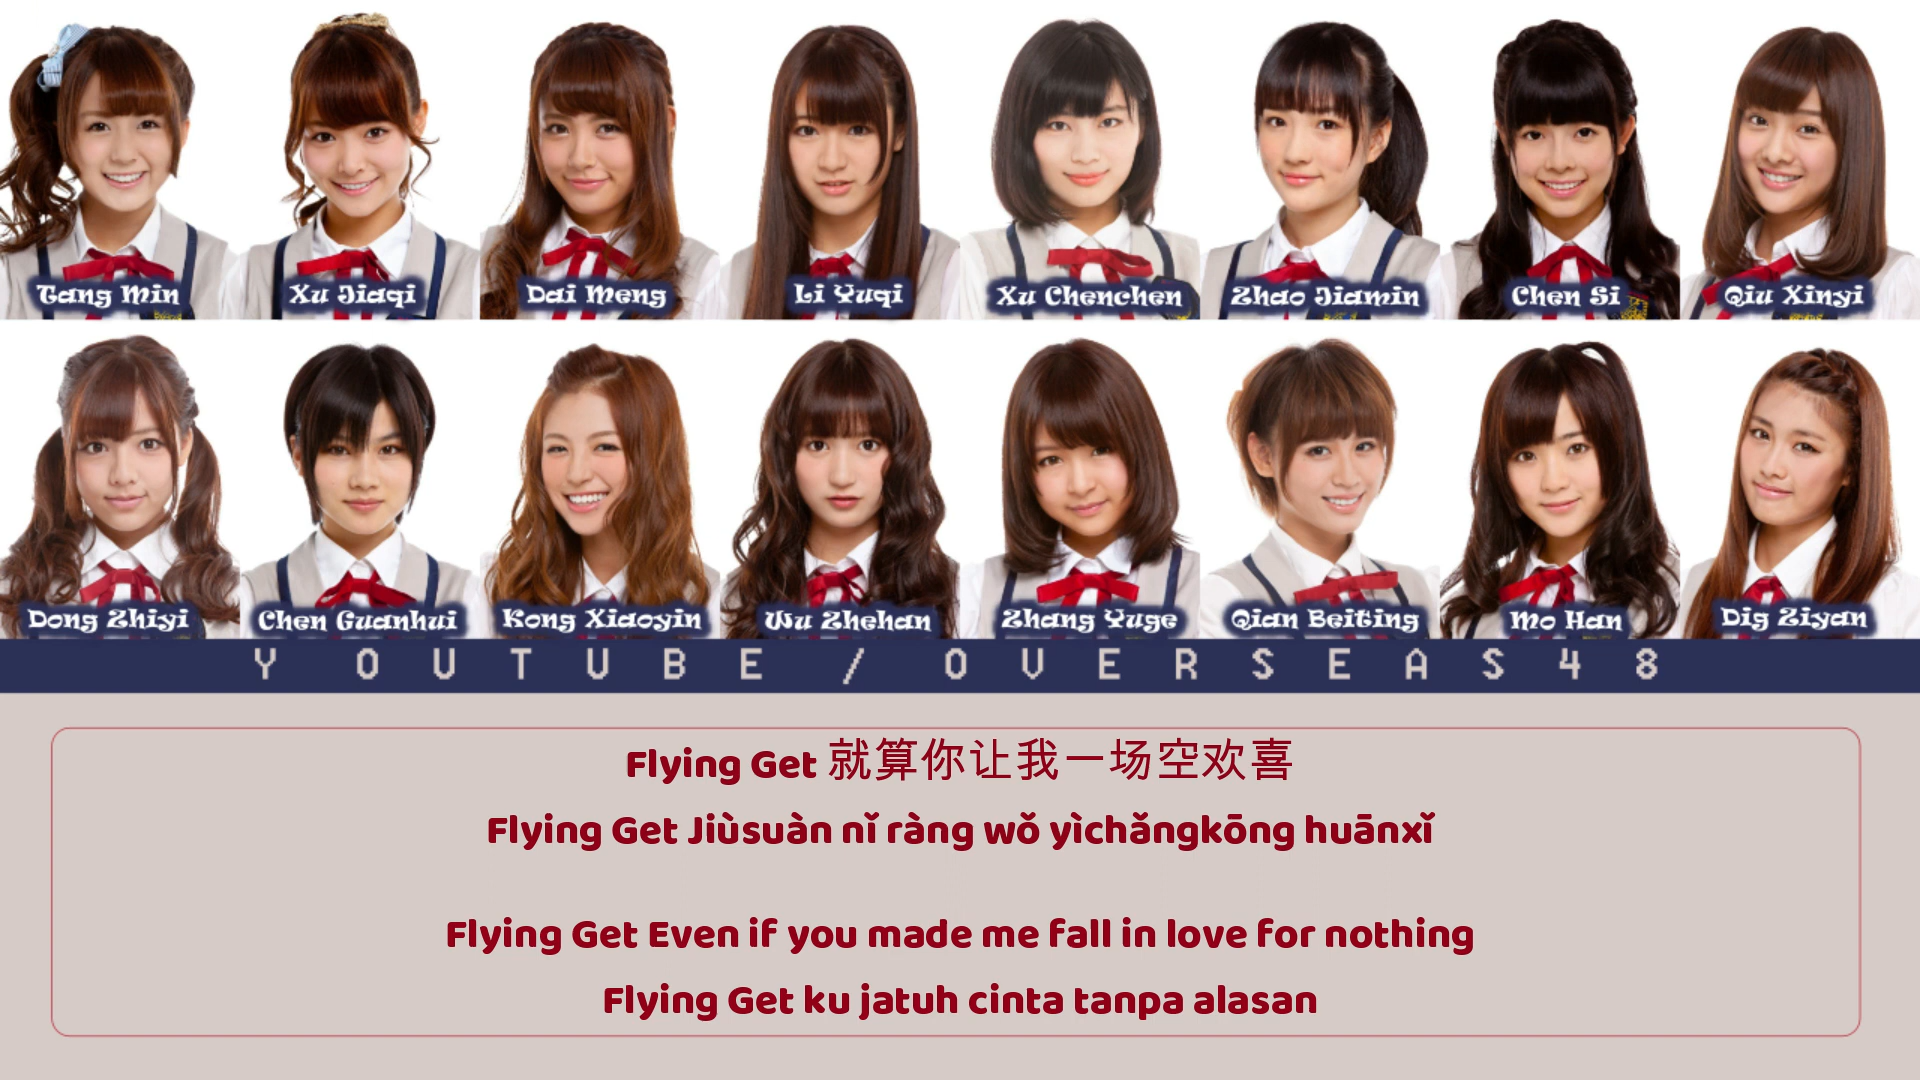 Tang Min
Xu Jiaqi
Dai Meng
Li Yuqi
Xu Chenchen
Zhao Jiamin
Chen Si
Qiu Xinyi
Dong Zhiyi
Chen Guanhui
Kong Xiaoyin
Wu Zhehan
Zhang Yuge
Qian Beiting
Mo Han
Dig Ziyan
YOUTUBE/OVERSEAS48
Flying Get 就算你让我一场空欢喜
Flying Get Jiùsuàn nǐ ràng wǒ yìchǎngkōng huānxǐ
Flying Get Even if you made me fall in love for nothing
Flying Get ku jatuh cinta tanpa alasan